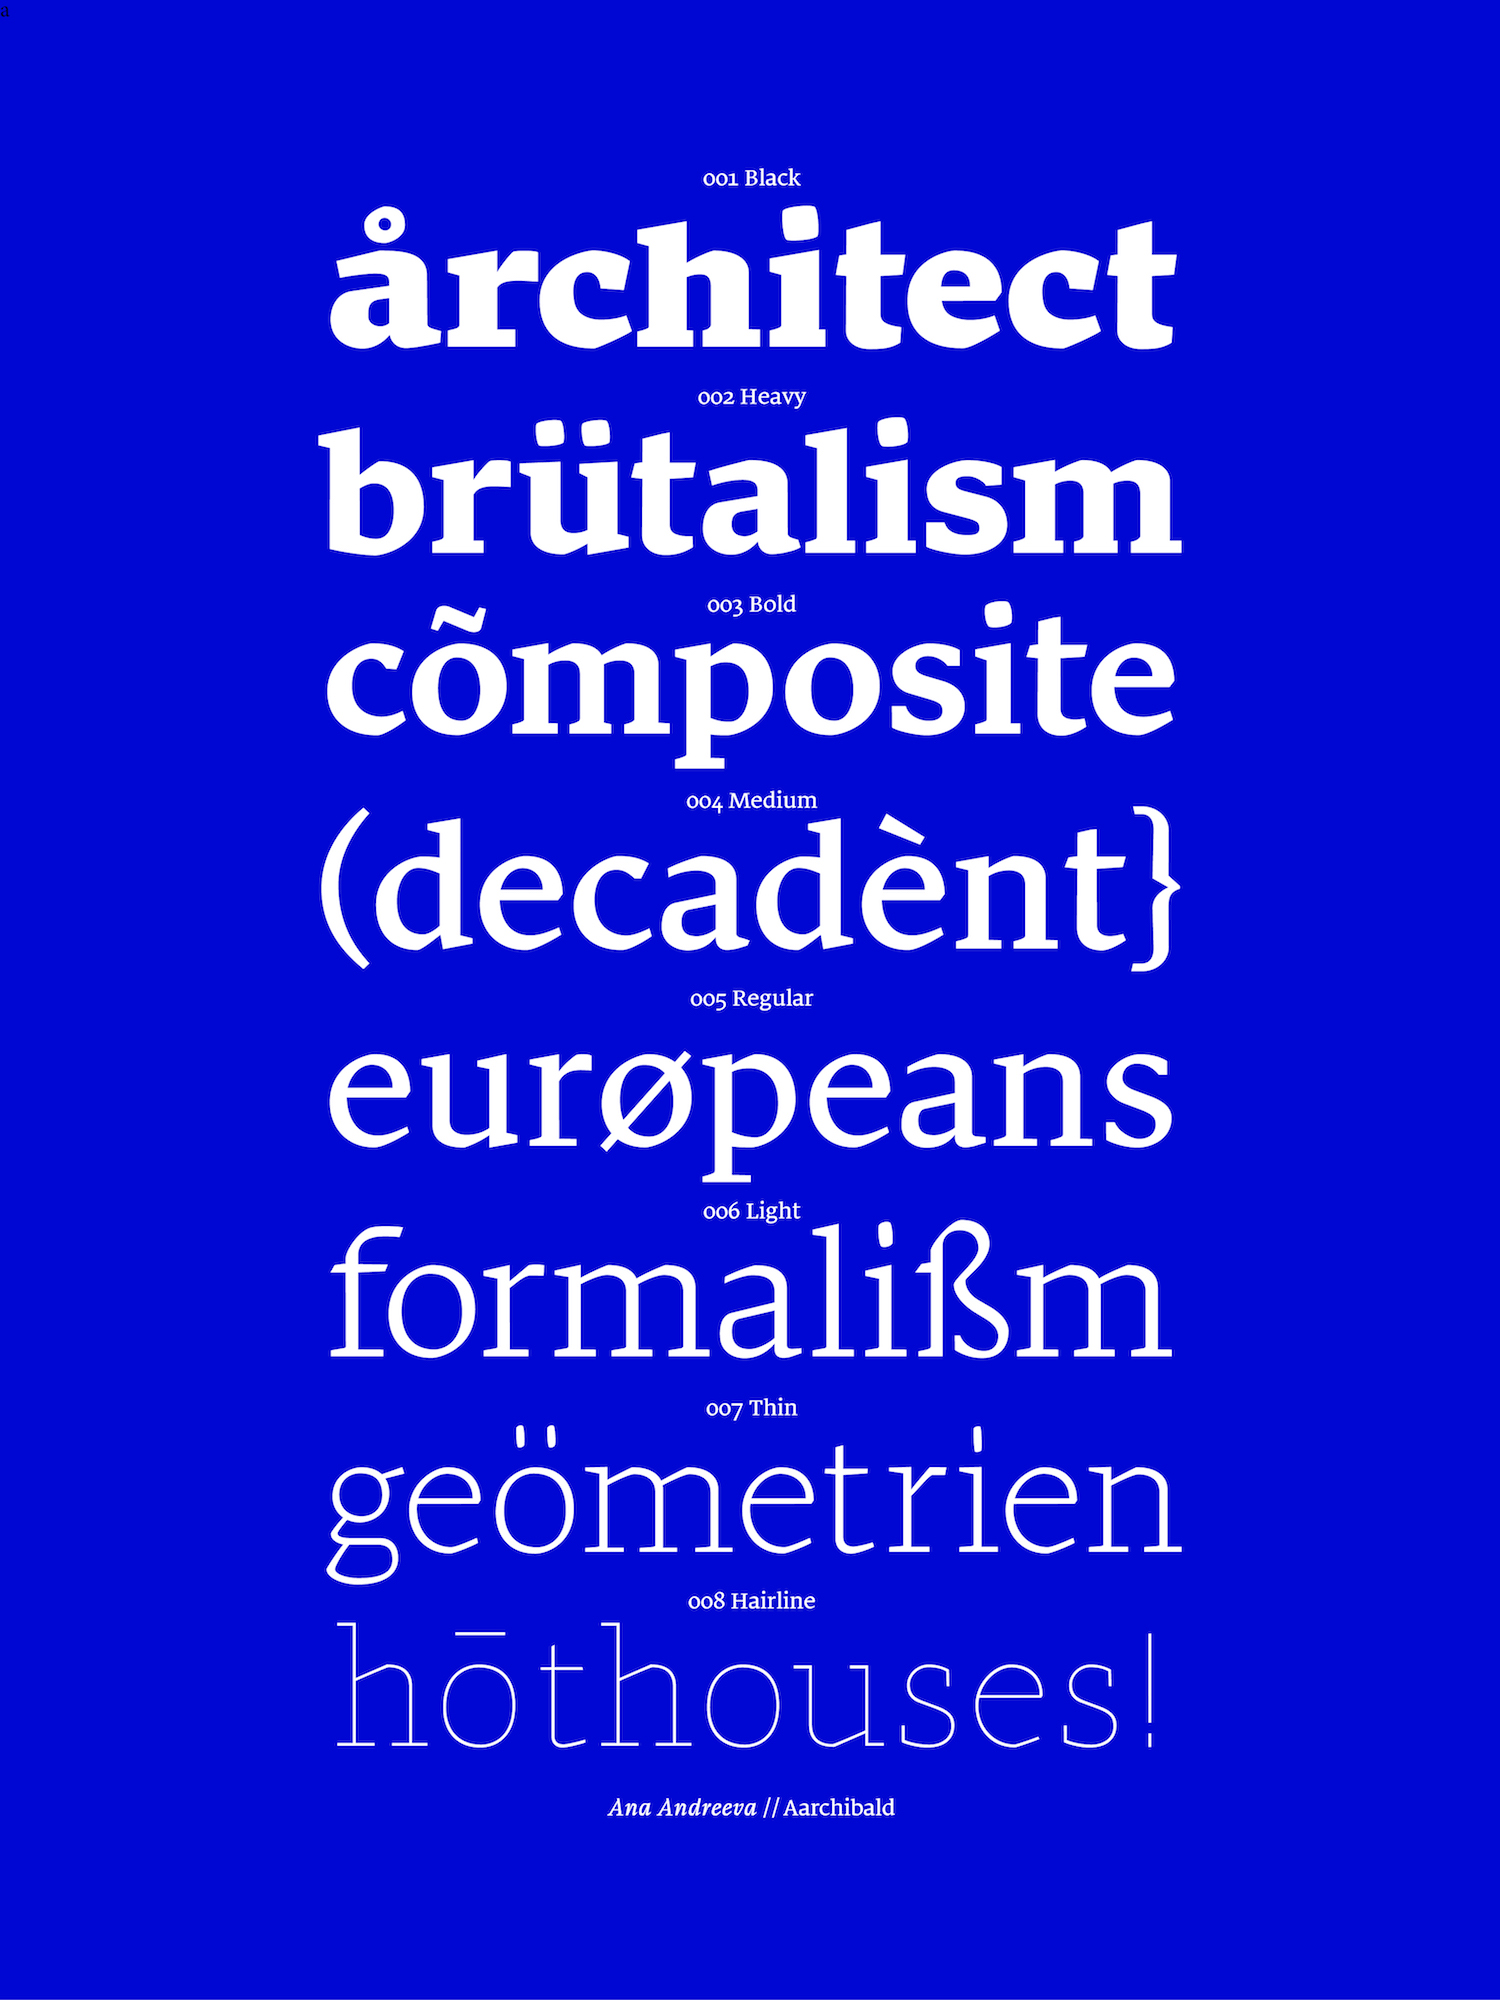 a
001 Black
årchitect
002 Heavy
brütalism
003 Bold
cõmposite
004 Medium
(decadènt}
005 Regular
eurøpeans
006 Light
formalißm
007 Thin
geömetrien
008 Hairline
hōthouses!
Ana Andreeva // Aarchibald